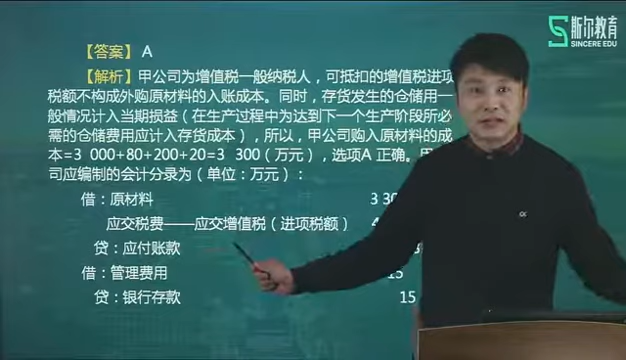 斯尔教育
SINCERE EDU
【答案】 A
【解析】甲公司为增值税一般纳税人，可抵扣的增值税进项
税额不构成外购原材料的入账成本。同时，存货发生的仓储用一
般情况计入当期损益（在生产过程中为达到下一个生产阶段所必
需的仓储费用应计入存货成本），所以，甲公司购入原材料的成
本=3 000+80+200+20=3 300（万元），选项A 正确。
司应编制的会计分录为（单位：万元）：
借：原材料 3 30
应交税费——应交增值税（进项税额）
贷：应付账款
借：管理费用 15
贷：银行存款 15